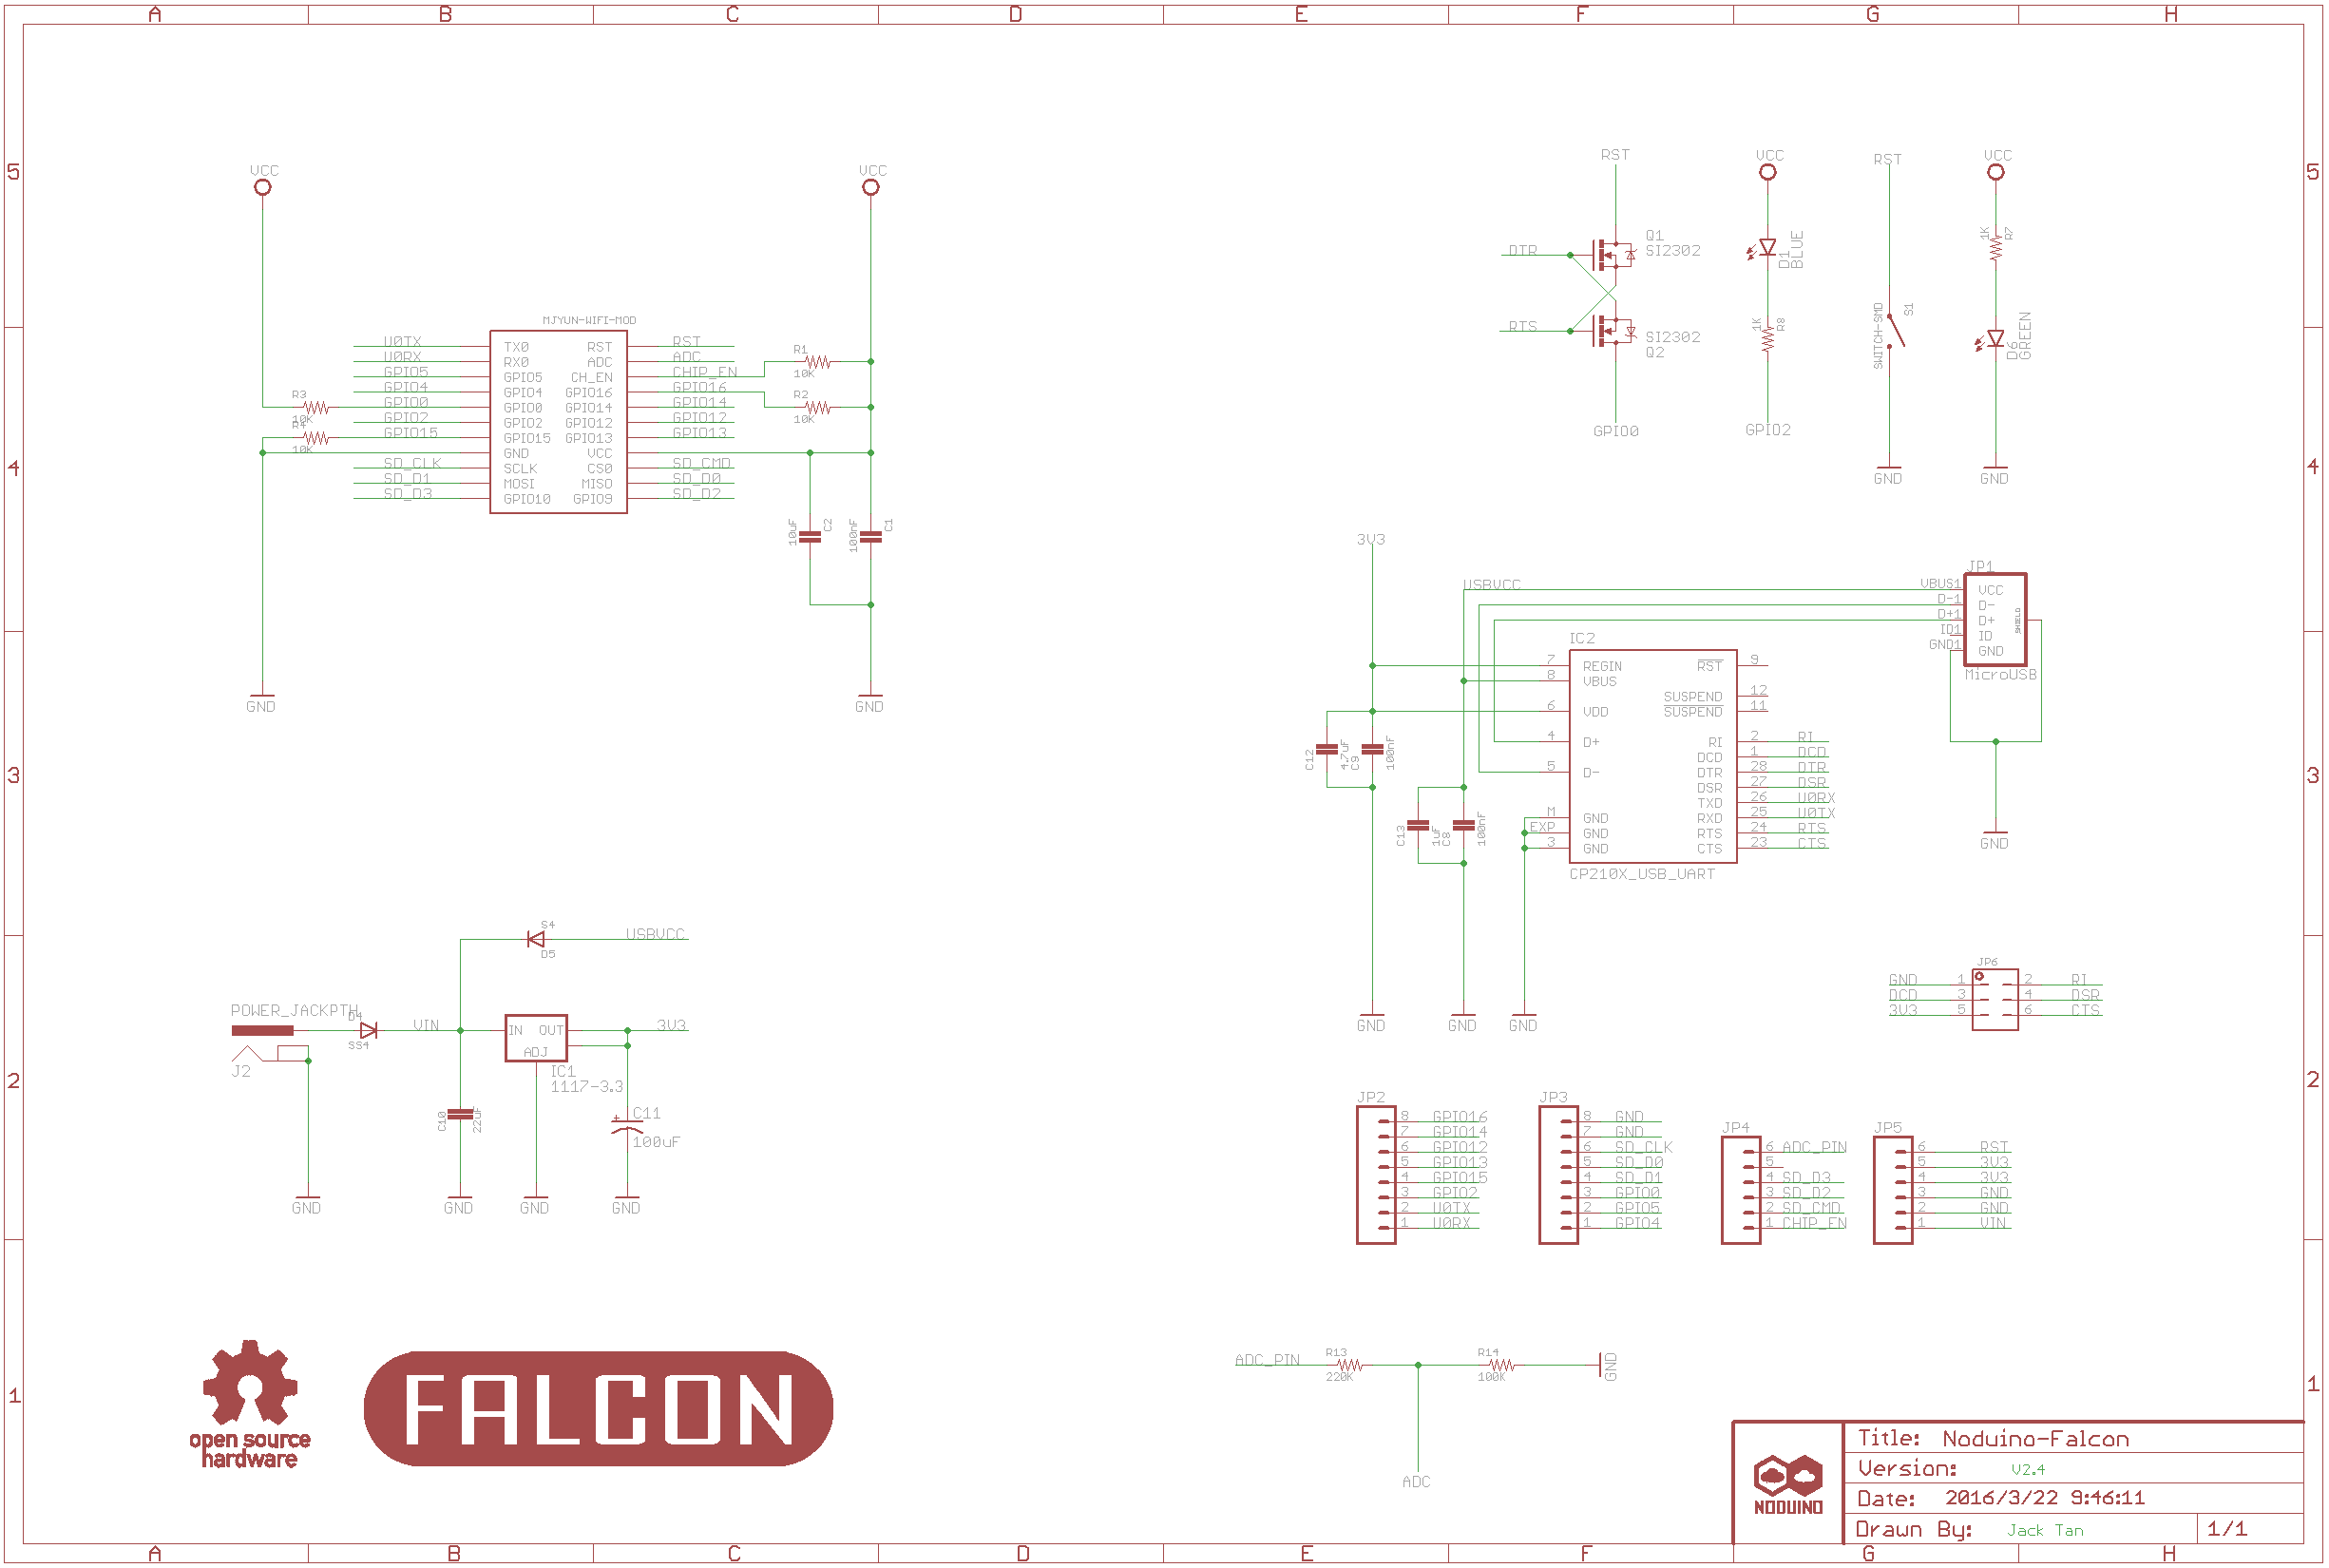 A B C D E F G H
5 5
4 4
3 3
2 2
1 1
A B C D E F G H
VCC
VCC
MJYUN-WIFI-MOD
U0TX TX0 RST RST
U0RX RX0 ADC ADC
GPIO5 GPIO5 CH_EN CHIP_EN
GPIO4 GPIO4 GPIO16 GPIO16
GPIO0 GPIO0 GPIO14 GPIO14
GPIO2 GPIO2 GPIO12 GPIO12
GPIO15 GPIO15 GPIO13 GPIO13
GND VCC
SD_CLK SCLK CS0 SD_CMD
SD_D1 MOSI MISO SD_D0
SD_D3 GPIO10 GPIO9 SD_D2
R3
10K
R4
10K
R1
10K
R2
10K
10uF C2
100nF C1
GND
GND
RST
DTR
Q1
SI2302
RTS
SI2302
Q2
GPIO0
VCC
D1
BLUE
1K R8
GPIO2
RST
SWITCH-SMD S1
GND
VCC
1K R7
D6
GREEN
GND
3V3
USBVCC
VBUS1 VCC
D-1 D-
D+1 D+
ID1 ID
GND1 GND
JP1
SHIELD
MicroUSB
GND
IC2
7 REGIN RST 9
8 VBUS
SUSPEND 12
6 VDD SUSPEND 11
4 D+ RI 2 RI
DCD 1 DCD
5 D- DTR 28 DTR
DSR 27 DSR
TXD 26 U0RX
M GND RXD 25 U0TX
EXP GND RTS 24 RTS
3 GND CTS 23 CTS
CP210X_USB_UART
C12 4.7uF
C9 100nF
C13 1uF
C8 100nF
GND
GND
GND
S4
D5
USBVCC
POWER_JACKPTH
J2
D4
SS4
VIN
IN OUT
ADJ
IC1
1117-3.3
3V3
C10 22uF
+
C11
100uF
GND
GND
GND
GND
JP6
GND 1 2 RI
DCD 3 4 DSR
3V3 5 6 CTS
JP2
8 GPIO16
7 GPIO14
6 GPIO12
5 GPIO13
4 GPIO15
3 GPIO2
2 U0TX
1 U0RX
JP3
8 GND
7 GND
6 SD_CLK
5 SD_D0
4 SD_D1
3 GPIO0
2 GPIO5
1 GPIO4
JP4
6 ADC_PIN
5
4 SD_D3
3 SD_D2
2 SD_CMD
1 CHIP_EN
JP5
6 RST
5 3V3
4 3V3
3 GND
2 GND
1 VIN
ADC_PIN
R13
220K
R14
100K
GND
ADC
open source
hardware
FALCON
NODUINO
Title: Noduino-Falcon
Version: V2.4
Date: 2016/3/22 9:46:11
Drawn By: Jack Tan
1/1